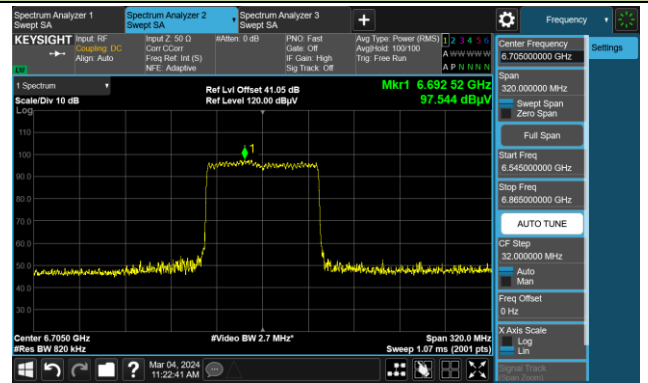 Spectrum Analyzer 1
Swept SA
Spectrum Analyzer 2
Swept SA
Spectrum Analyzer 3
Swept SA
+
Frequency
KEYSIGHT
Input: RF
Coupling: DC
Align: Auto
Input Z: 50 Ω
Corr CCorr
Freq Ref: Int (S)
NFE: Adaptive
#Atten: 0 dB
PNO: Fast
Gate: Off
IF Gain: High
Sig Track: Off
Avg Type: Power (RMS)
Avg|Hold: 100/100
Trig: Free Run
1 2 3 4 5 6
A W W W W W
A P N N N N
1 Spectrum
Scale/Div 10 dB
Log
Ref Lvl Offset 41.05 dB
Ref Level 120.00 dBµV
Mkr1 6.692 52 GHz
97.544 dBµV
1
110
100
90.0
80.0
70.0
60.0
50.0
40.0
30.0
Center 6.7050 GHz
#Res BW 820 kHz
#Video BW 2.7 MHz*
Span 320.0 MHz
Sweep 1.07 ms (2001 pts)
Center Frequency
6.705000000 GHz
Settings
Span
320.000000 MHz
Swept Span
Zero Span
Full Span
Start Freq
6.545000000 GHz
Stop Freq
6.865000000 GHz
AUTO TUNE
CF Step
32.000000 MHz
Auto
Man
Freq Offset
0 Hz
X Axis Scale
Log
Lin
Signal Track
(Span Zoom)
?
Mar 04, 2024
11:22:41 AM